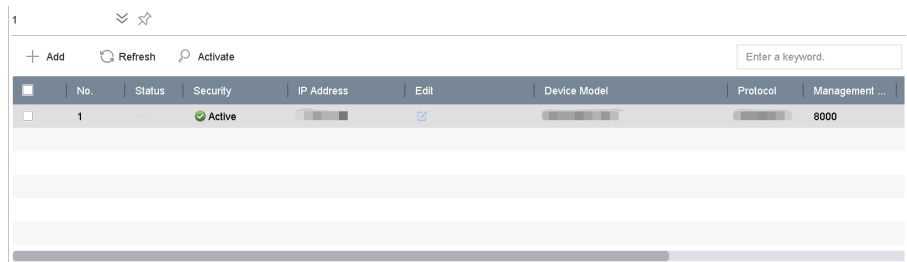 1
Add Refresh Activate Enter a keyword.
No. Status Security IP Address Edit Device Model Protocol Management ...
1 -- Active 8000